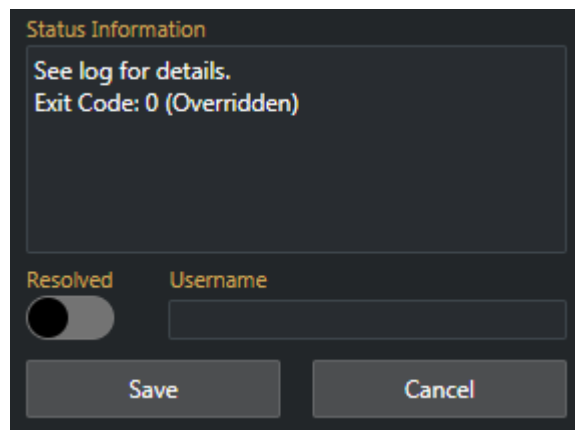 Status Information
See log for details.
Exit Code: 0 (Overridden)
Resolved
Username
Save
Cancel